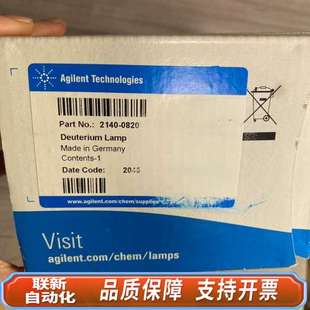 Agilent Technologies
Part No.: 2140-0820
Deuterium Lamp
Made in Germany
Contents-1
Date Code: 2045
www.agilent.com/chem/supplies
Visit
agilent.com/chem/lamps
联新
自动化
品质保障 支持开票